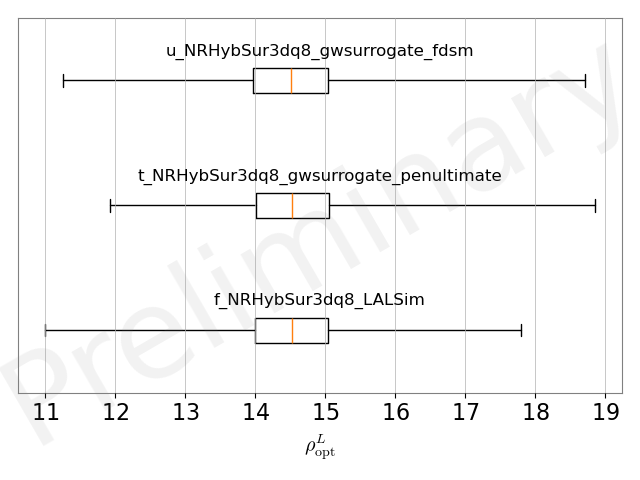 u_NRHybSur3dq8_gwsurrogate_fdsm
t_NRHybSur3dq8_gwsurrogate_penultimate
f_NRHybSur3dq8_LALSim
Preliminary
11 12 13 14 15 16 17 18 19
ρ^L_opt